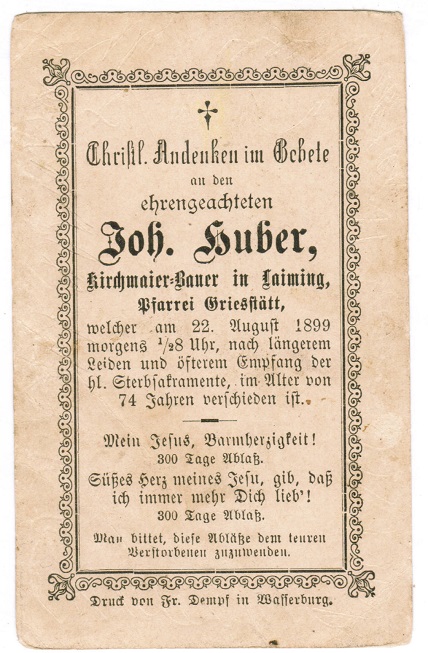 Christl. Andenken im Gebete
an den
ehrengeachteten
Joh. Huber,
Kirchmaier-Bauer in Laiming,
Pfarrei Griesstätt,
welcher am 22. August 1899
morgens ½8 Uhr, nach längerem
Leiden und öfterem Empfang der
hl. Sterbsakramente, im Alter von
74 Jahren verschieden ist.
Mein Jesus, Barmherzigkeit!
300 Tage Ablaß.
Süßes Herz meines Jesu, gib, daß
ich immer mehr Dich lieb'!
300 Tage Ablaß.
Man bittet, diese Abläße dem teuren
Verstorbenen zuzuwenden.
Druck von Fr. Dempf in Wasserburg.